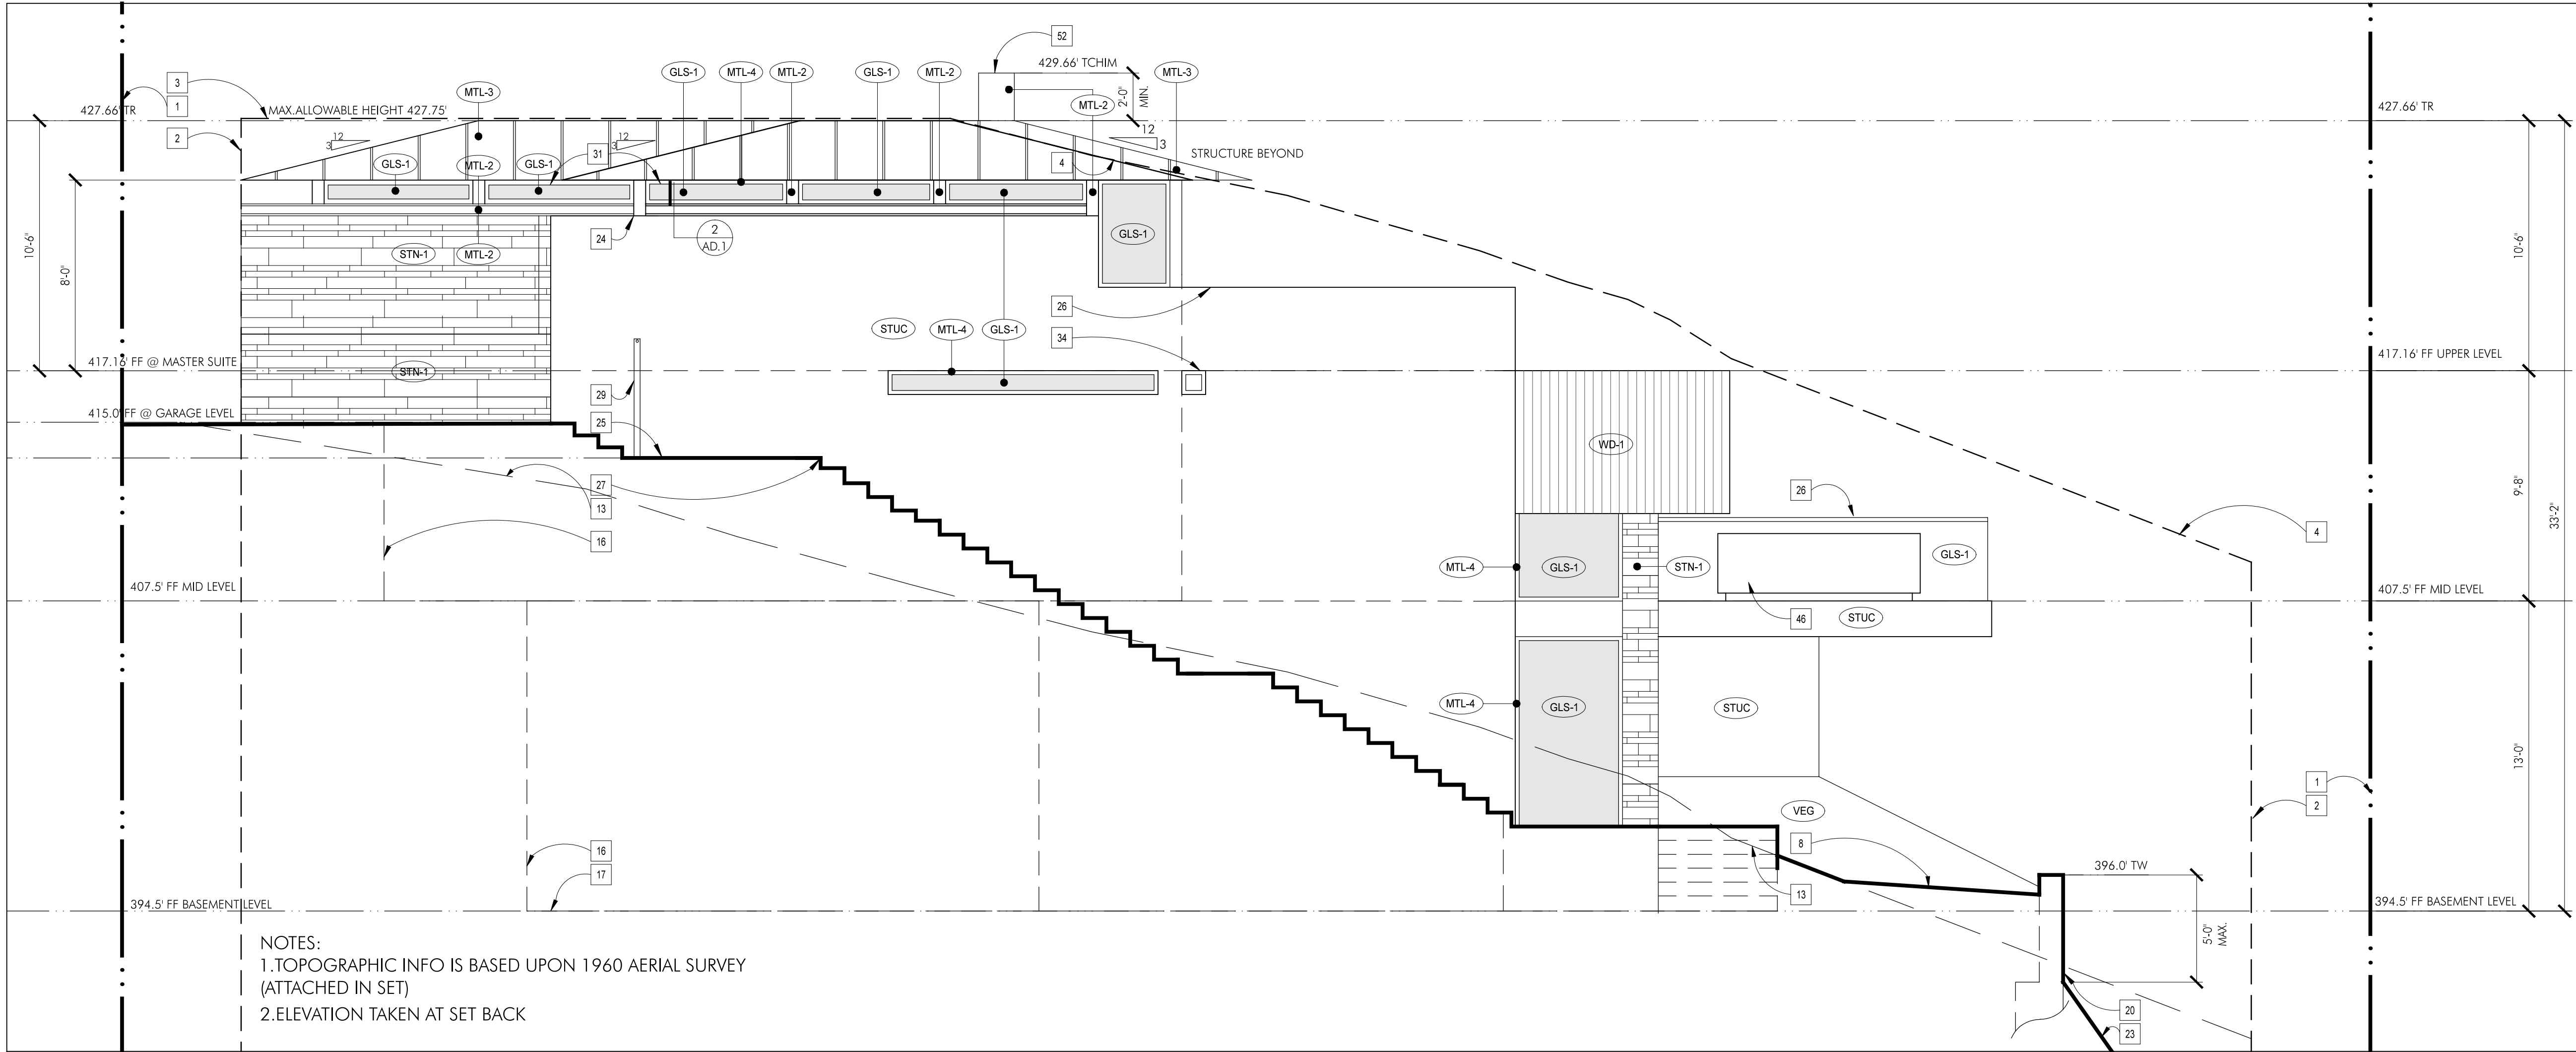 52
429.66' TCHIM
3
GLS-1
MTL-4
MTL-2
GLS-1
MTL-2
MTL-3
1
MTL-3
2'-0"
MIN.
MTL-2
427.66' TR
MAX.ALLOWABLE HEIGHT 427.75'
427.66' TR
2
12
3
12
3
12
3
GLS-1
MTL-2
GLS-1
31
4
STRUCTURE BEYOND
24
2
AD.1
GLS-1
10'-6"
8'-0"
STN-1
MTL-2
10'-6"
26
STUC
MTL-4
GLS-1
34
417.16' FF @ MASTER SUITE
STN-1
417.16' FF UPPER LEVEL
29
415.0' FF @ GARAGE LEVEL
25
WD-1
27
13
26
9'-8"
33'-2"
16
4
MTL-4
GLS-1
STN-1
GLS-1
407.5' FF MID LEVEL
407.5' FF MID LEVEL
46
STUC
MTL-4
GLS-1
STUC
13'-0"
1
2
VEG
8
16
17
396.0' TW
13
394.5' FF BASEMENT LEVEL
394.5' FF BASEMENT LEVEL
5'-0"
MAX.
NOTES:
1.TOPOGRAPHIC INFO IS BASED UPON 1960 AERIAL SURVEY
(ATTACHED IN SET)
2.ELEVATION TAKEN AT SET BACK
20
23